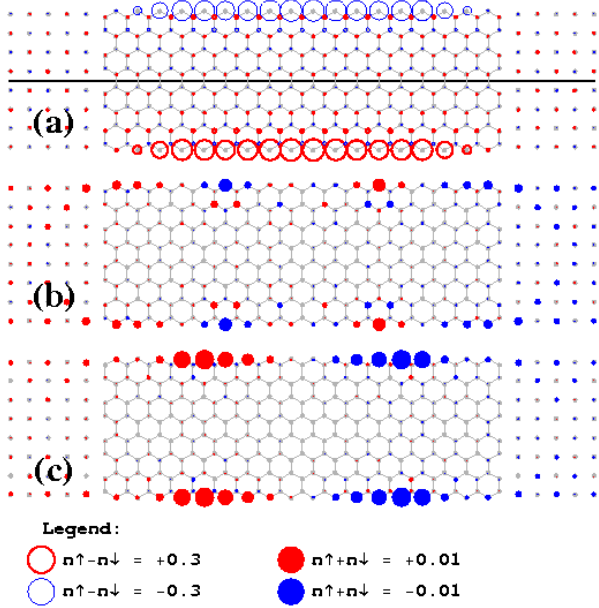 (a)
(b)
(c)
Legend:
n↑-n↓ = +0.3 n↑+n↓ = +0.01
n↑-n↓ = -0.3 n↑+n↓ = -0.01